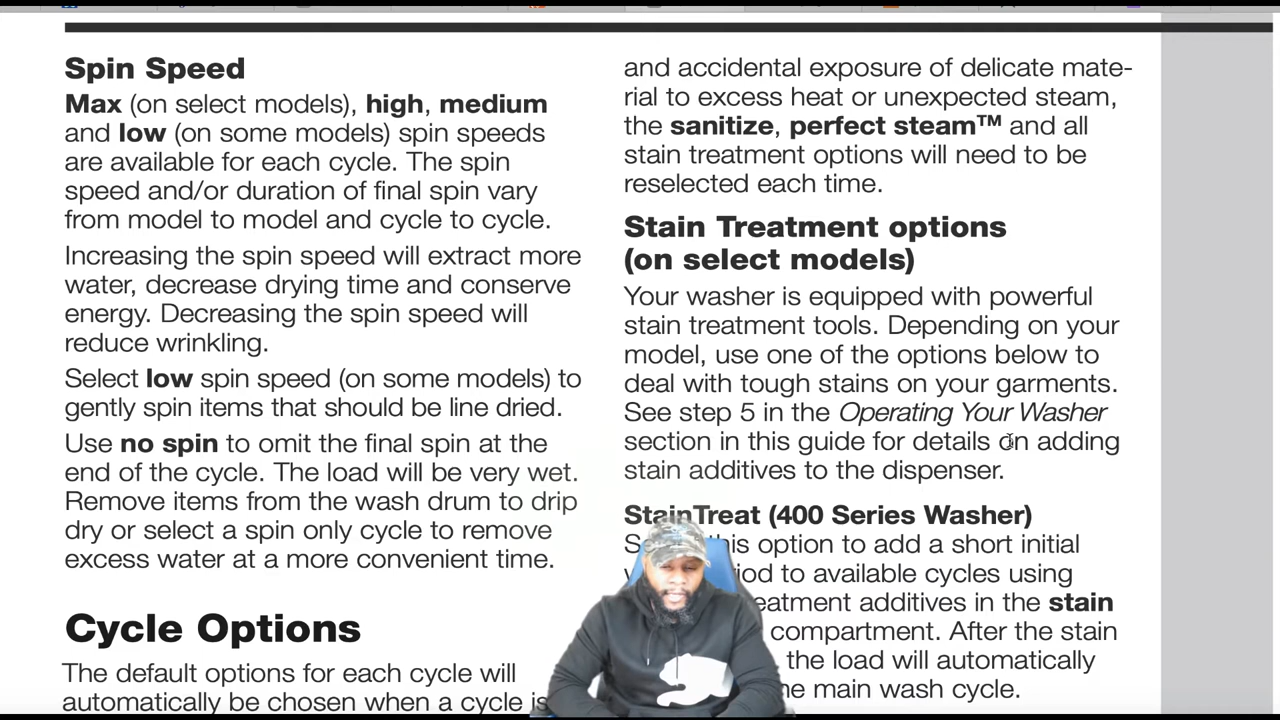 Spin Speed
Max (on select models), high, medium
and low (on some models) spin speeds
are available for each cycle. The spin
speed and/or duration of final spin vary
from model to model and cycle to cycle.
Increasing the spin speed will extract more
water, decrease drying time and conserve
energy. Decreasing the spin speed will
reduce wrinkling.
Select low spin speed (on some models) to
gently spin items that should be line dried.
Use no spin to omit the final spin at the
end of the cycle. The load will be very wet.
Remove items from the wash drum to drip
dry or select a spin only cycle to remove
excess water at a more convenient time.
Cycle Options
The default options for each cycle will
automatically be chosen when a cycle is
and accidental exposure of delicate mate-
rial to excess heat or unexpected steam,
the sanitize, perfect steam™ and all
stain treatment options will need to be
reselected each time.
Stain Treatment options
(on select models)
Your washer is equipped with powerful
stain treatment tools. Depending on your
model, use one of the options below to
deal with tough stains on your garments.
See step 5 in the Operating Your Washer
section in this guide for details on adding
stain additives to the dispenser.
StainTreat (400 Series Washer)
this option to add a short initial
to available cycles using
additives in the stain
compartment. After the stain
the load will automatically
main wash cycle.